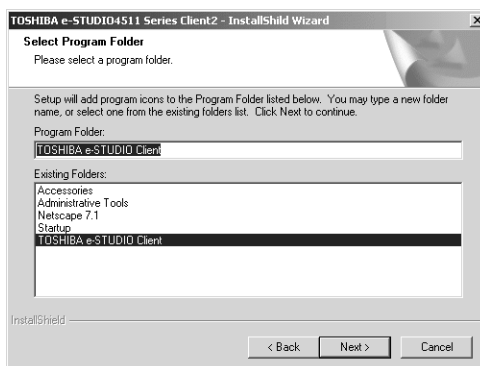 TOSHIBA e-STUDIO4511 Series Client2 - InstallShild Wizard
Select Program Folder
Please select a program folder.
Setup will add program icons to the Program Folder listed below. You may type a new folder
name, or select one from the existing folders list. Click Next to continue.
Program Folder:
TOSHIBA e-STUDIO Client
Existing Folders:
Accessories
Administrative Tools
Netscape 7.1
Startup
TOSHIBA e-STUDIO Client
InstallShield
< Back Next > Cancel